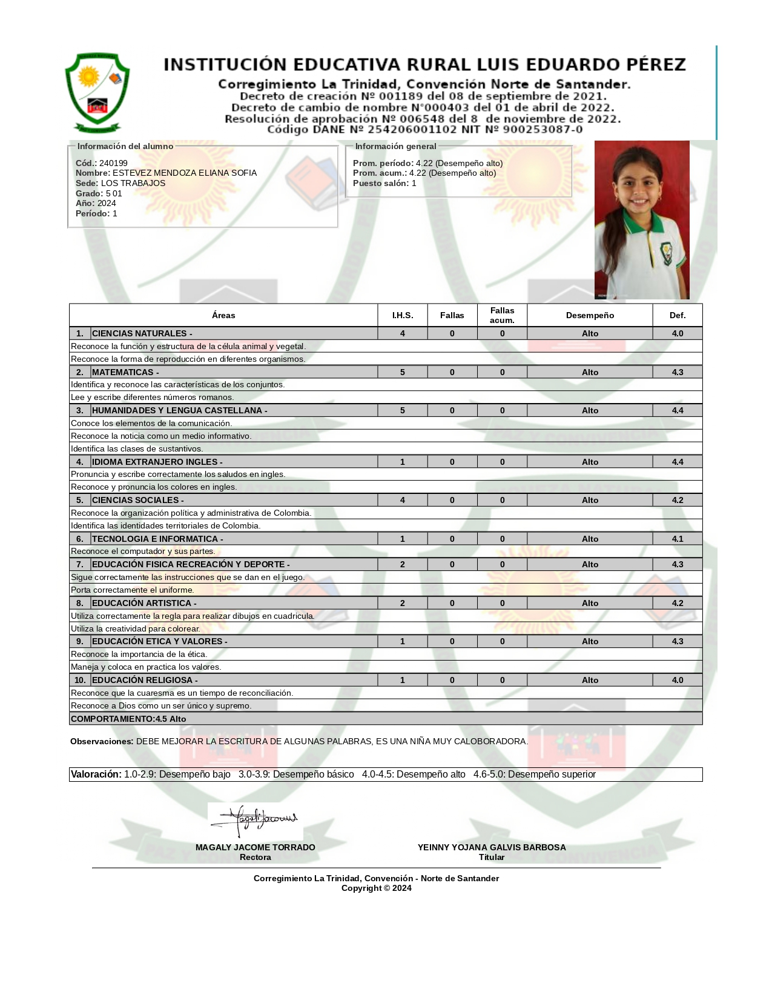 INSTITUCIÓN EDUCATIVA RURAL LUIS EDUARDO PÉREZ
Corregimiento La Trinidad, Convención Norte de Santander.
Decreto de creación Nº 001189 del 08 de septiembre de 2021.
Decreto de cambio de nombre N°000403 del 01 de abril de 2022.
Resolución de aprobación Nº 006548 del 8 de noviembre de 2022.
Código DANE Nº 254206001102 NIT Nº 900253087-0
Información del alumno
Cód.: 240199
Nombre: ESTEVEZ MENDOZA ELIANA SOFIA
Sede: LOS TRABAJOS
Grado: 5 01
Año: 2024
Período: 1
Información general
Prom. período: 4.22 (Desempeño alto)
Prom. acum.: 4.22 (Desempeño alto)
Puesto salón: 1
Áreas I.H.S. Fallas Fallas acum. Desempeño Def.
1. CIENCIAS NATURALES - 4 0 0 Alto 4.0
Reconoce la función y estructura de la célula animal y vegetal.
Reconoce la forma de reproducción en diferentes organismos.
2. MATEMATICAS - 5 0 0 Alto 4.3
Identifica y reconoce las características de los conjuntos.
Lee y escribe diferentes números romanos.
3. HUMANIDADES Y LENGUA CASTELLANA - 5 0 0 Alto 4.4
Conoce los elementos de la comunicación.
Reconoce la noticia como un medio informativo.
Identifica las clases de sustantivos.
4. IDIOMA EXTRANJERO INGLES - 1 0 0 Alto 4.4
Pronuncia y escribe correctamente los saludos en ingles.
Reconoce y pronuncia los colores en ingles.
5. CIENCIAS SOCIALES - 4 0 0 Alto 4.2
Reconoce la organización política y administrativa de Colombia.
Identifica las identidades territoriales de Colombia.
6. TECNOLOGIA E INFORMATICA - 1 0 0 Alto 4.1
Reconoce el computador y sus partes.
7. EDUCACIÓN FISICA RECREACIÓN Y DEPORTE - 2 0 0 Alto 4.3
Sigue correctamente las instrucciones que se dan en el juego.
Porta correctamente el uniforme.
8. EDUCACIÓN ARTISTICA - 2 0 0 Alto 4.2
Utiliza correctamente la regla para realizar dibujos en cuadricula.
Utiliza la creatividad para colorear.
9. EDUCACIÓN ETICA Y VALORES - 1 0 0 Alto 4.3
Reconoce la importancia de la ética.
Maneja y coloca en practica los valores.
10. EDUCACIÓN RELIGIOSA - 1 0 0 Alto 4.0
Reconoce que la cuaresma es un tiempo de reconciliación.
Reconoce a Dios como un ser único y supremo.
COMPORTAMIENTO:4.5 Alto
Observaciones: DEBE MEJORAR LA ESCRITURA DE ALGUNAS PALABRAS, ES UNA NIÑA MUY CALOBORADORA.
Valoración: 1.0-2.9: Desempeño bajo 3.0-3.9: Desempeño básico 4.0-4.5: Desempeño alto 4.6-5.0: Desempeño superior
MAGALY JACOME TORRADO
Rectora
YEINNY YOJANA GALVIS BARBOSA
Titular
PAZ Y CONVIVENCIA
Corregimiento La Trinidad, Convención - Norte de Santander
Copyright © 2024